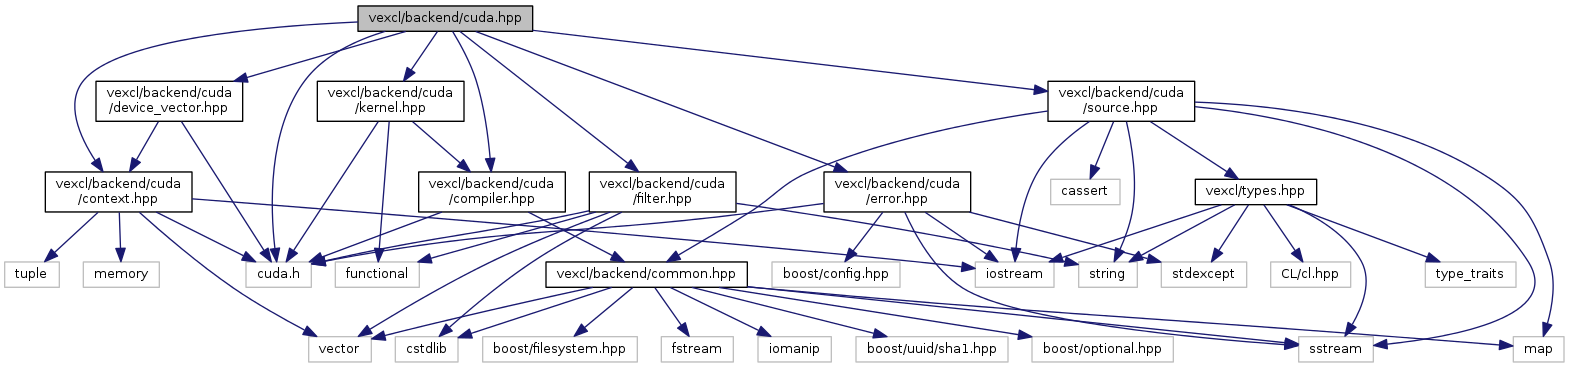 vexcl/backend/cuda.hpp
vexcl/backend/cuda
/device_vector.hpp
vexcl/backend/cuda
/kernel.hpp
vexcl/backend/cuda
/source.hpp
vexcl/backend/cuda
/context.hpp
vexcl/backend/cuda
/compiler.hpp
vexcl/backend/cuda
/filter.hpp
vexcl/backend/cuda
/error.hpp
cassert
vexcl/types.hpp
tuple
memory
cuda.h
functional
vexcl/backend/common.hpp
boost/config.hpp
iostream
string
stdexcept
CL/cl.hpp
type_traits
vector
cstdlib
boost/filesystem.hpp
fstream
iomanip
boost/uuid/sha1.hpp
boost/optional.hpp
sstream
map